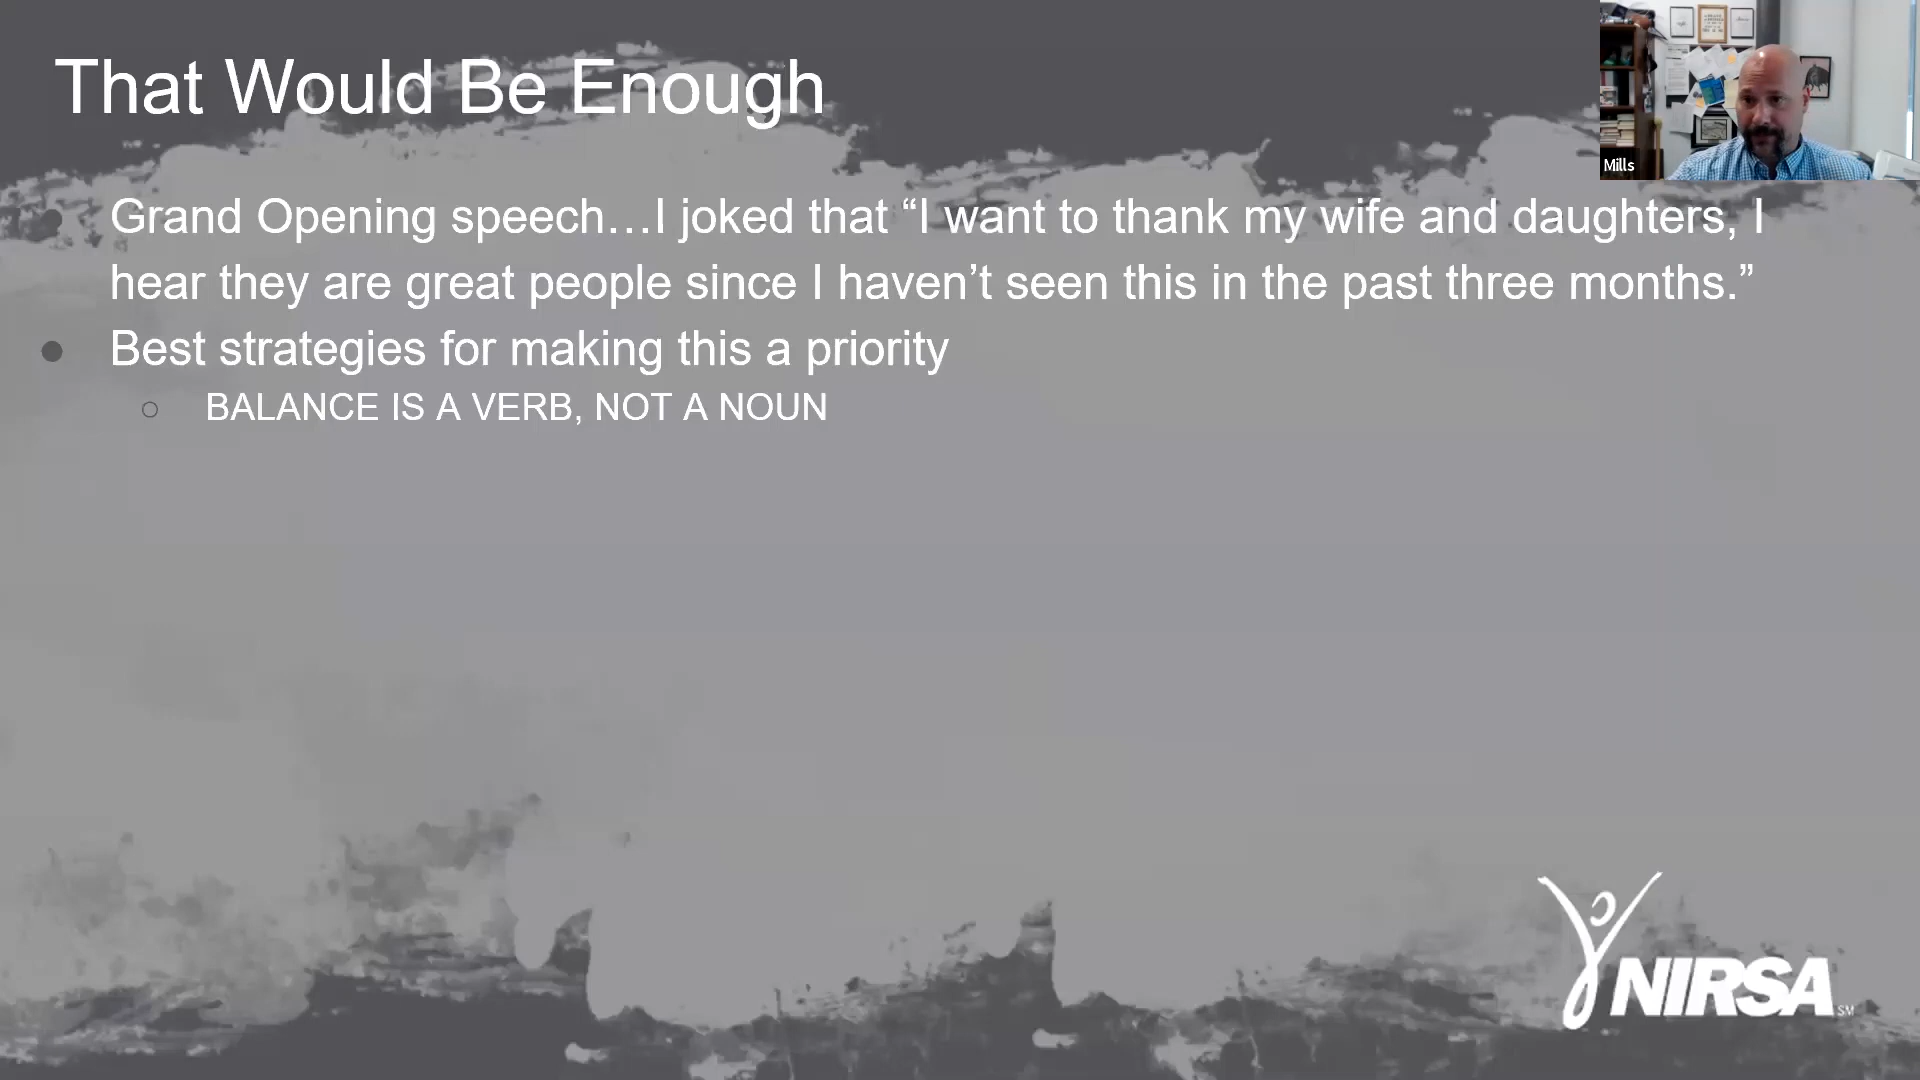 That Would Be Enough
Mills
Grand Opening speech…I joked that “I want to thank my wife and daughters, I
hear they are great people since I haven’t seen this in the past three months.”
Best strategies for making this a priority
BALANCE IS A VERB, NOT A NOUN
NIRSA SM